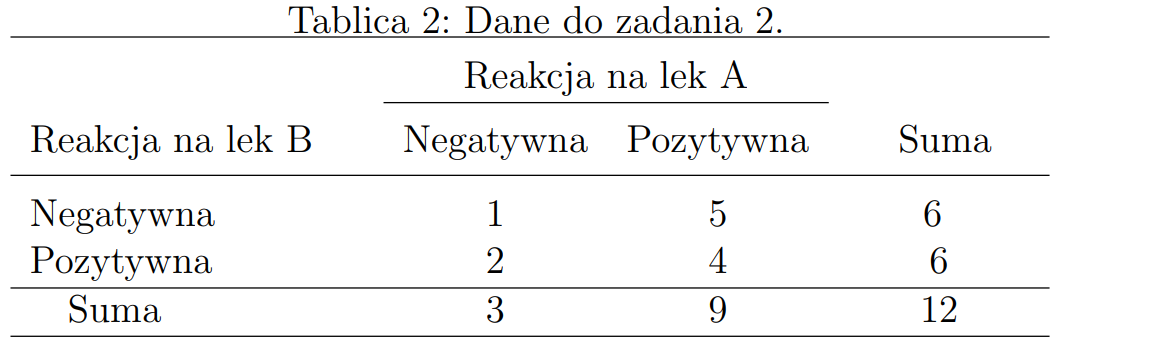 Tablica 2: Dane do zadania 2.
Reakcja na lek A
Reakcja na lek B Negatywna Pozytywna Suma
Negatywna 1 5 6
Pozytywna 2 4 6
Suma 3 9 12